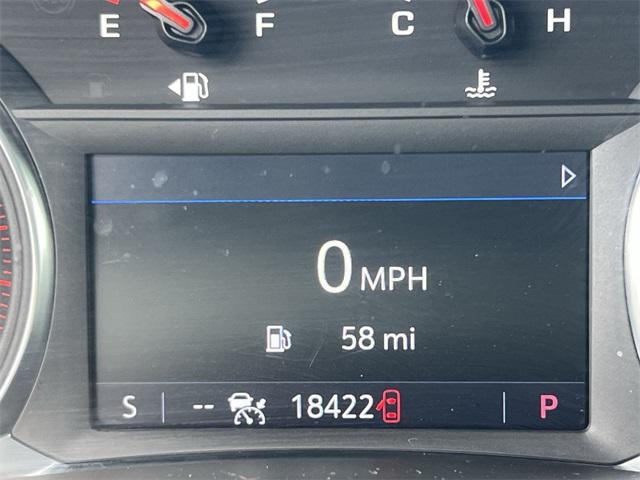 E F C H
0 MPH
58 mi
S -- 18422 P